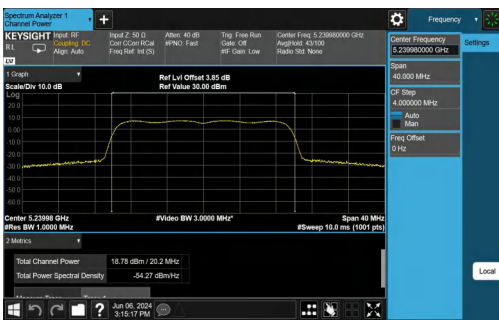 Spectrum Analyzer 1
Channel Power
+
Frequency
KEYSIGHT
Input: RF
Coupling: DC
Align: Auto
Input Z: 50 Ω
Corr CCorr RCal
Freq Ref: Int (S)
Atten: 40 dB
#PNO: Fast
Trig: Free Run
Gate: Off
#IF Gain: Low
Center Freq: 5.239980000 GHz
Avg|Hold: 43/100
Radio Std: None
R L
LXI
Center Frequency
5.239980000 GHz
Settings
Span
40.000 MHz
CF Step
4.000000 MHz
Auto
Man
Freq Offset
0 Hz
1 Graph
Scale/Div 10.0 dB
Ref Lvl Offset 3.85 dB
Ref Value 30.00 dBm
Log
20.0
10.0
0.00
-10.0
-20.0
-30.0
-40.0
-50.0
-60.0
Center 5.23998 GHz
#Res BW 1.0000 MHz
#Video BW 3.0000 MHz*
Span 40 MHz
#Sweep 10.0 ms (1001 pts)
2 Metrics
Total Channel Power
18.78 dBm / 20.2 MHz
Total Power Spectral Density
-54.27 dBm/Hz
Local
?
Jun 06, 2024
3:15:17 PM